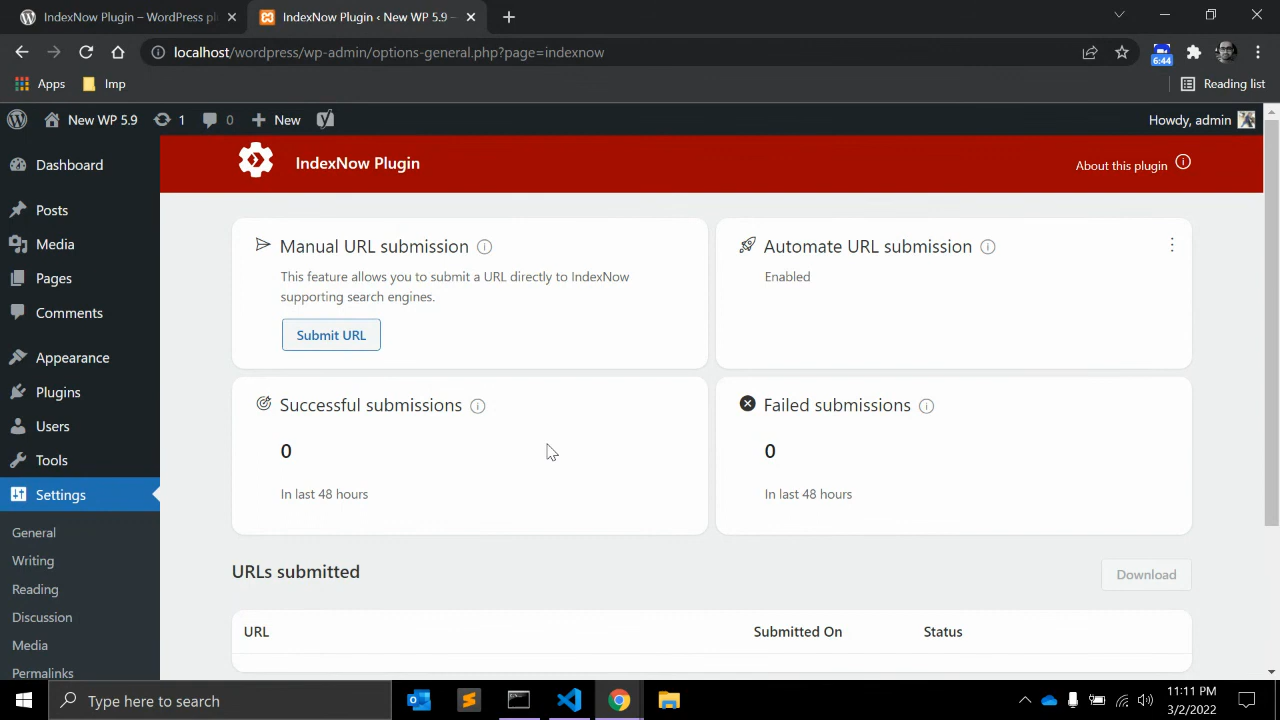 IndexNow Plugin – WordPress pl
IndexNow Plugin ‹ New WP 5.9 –
localhost/wordpress/wp-admin/options-general.php?page=indexnow
6:44
Apps
Imp
Reading list
New WP 5.9
1
0
New
Howdy, admin
Dashboard
Posts
Media
Pages
Comments
Appearance
Plugins
Users
Tools
Settings
General
Writing
Reading
Discussion
Media
Permalinks
IndexNow Plugin
About this plugin
Manual URL submission
This feature allows you to submit a URL directly to IndexNow
supporting search engines.
Submit URL
Automate URL submission
Enabled
Successful submissions
0
In last 48 hours
Failed submissions
0
In last 48 hours
URLs submitted
Download
URL
Submitted On
Status
Type here to search
11:11 PM
3/2/2022